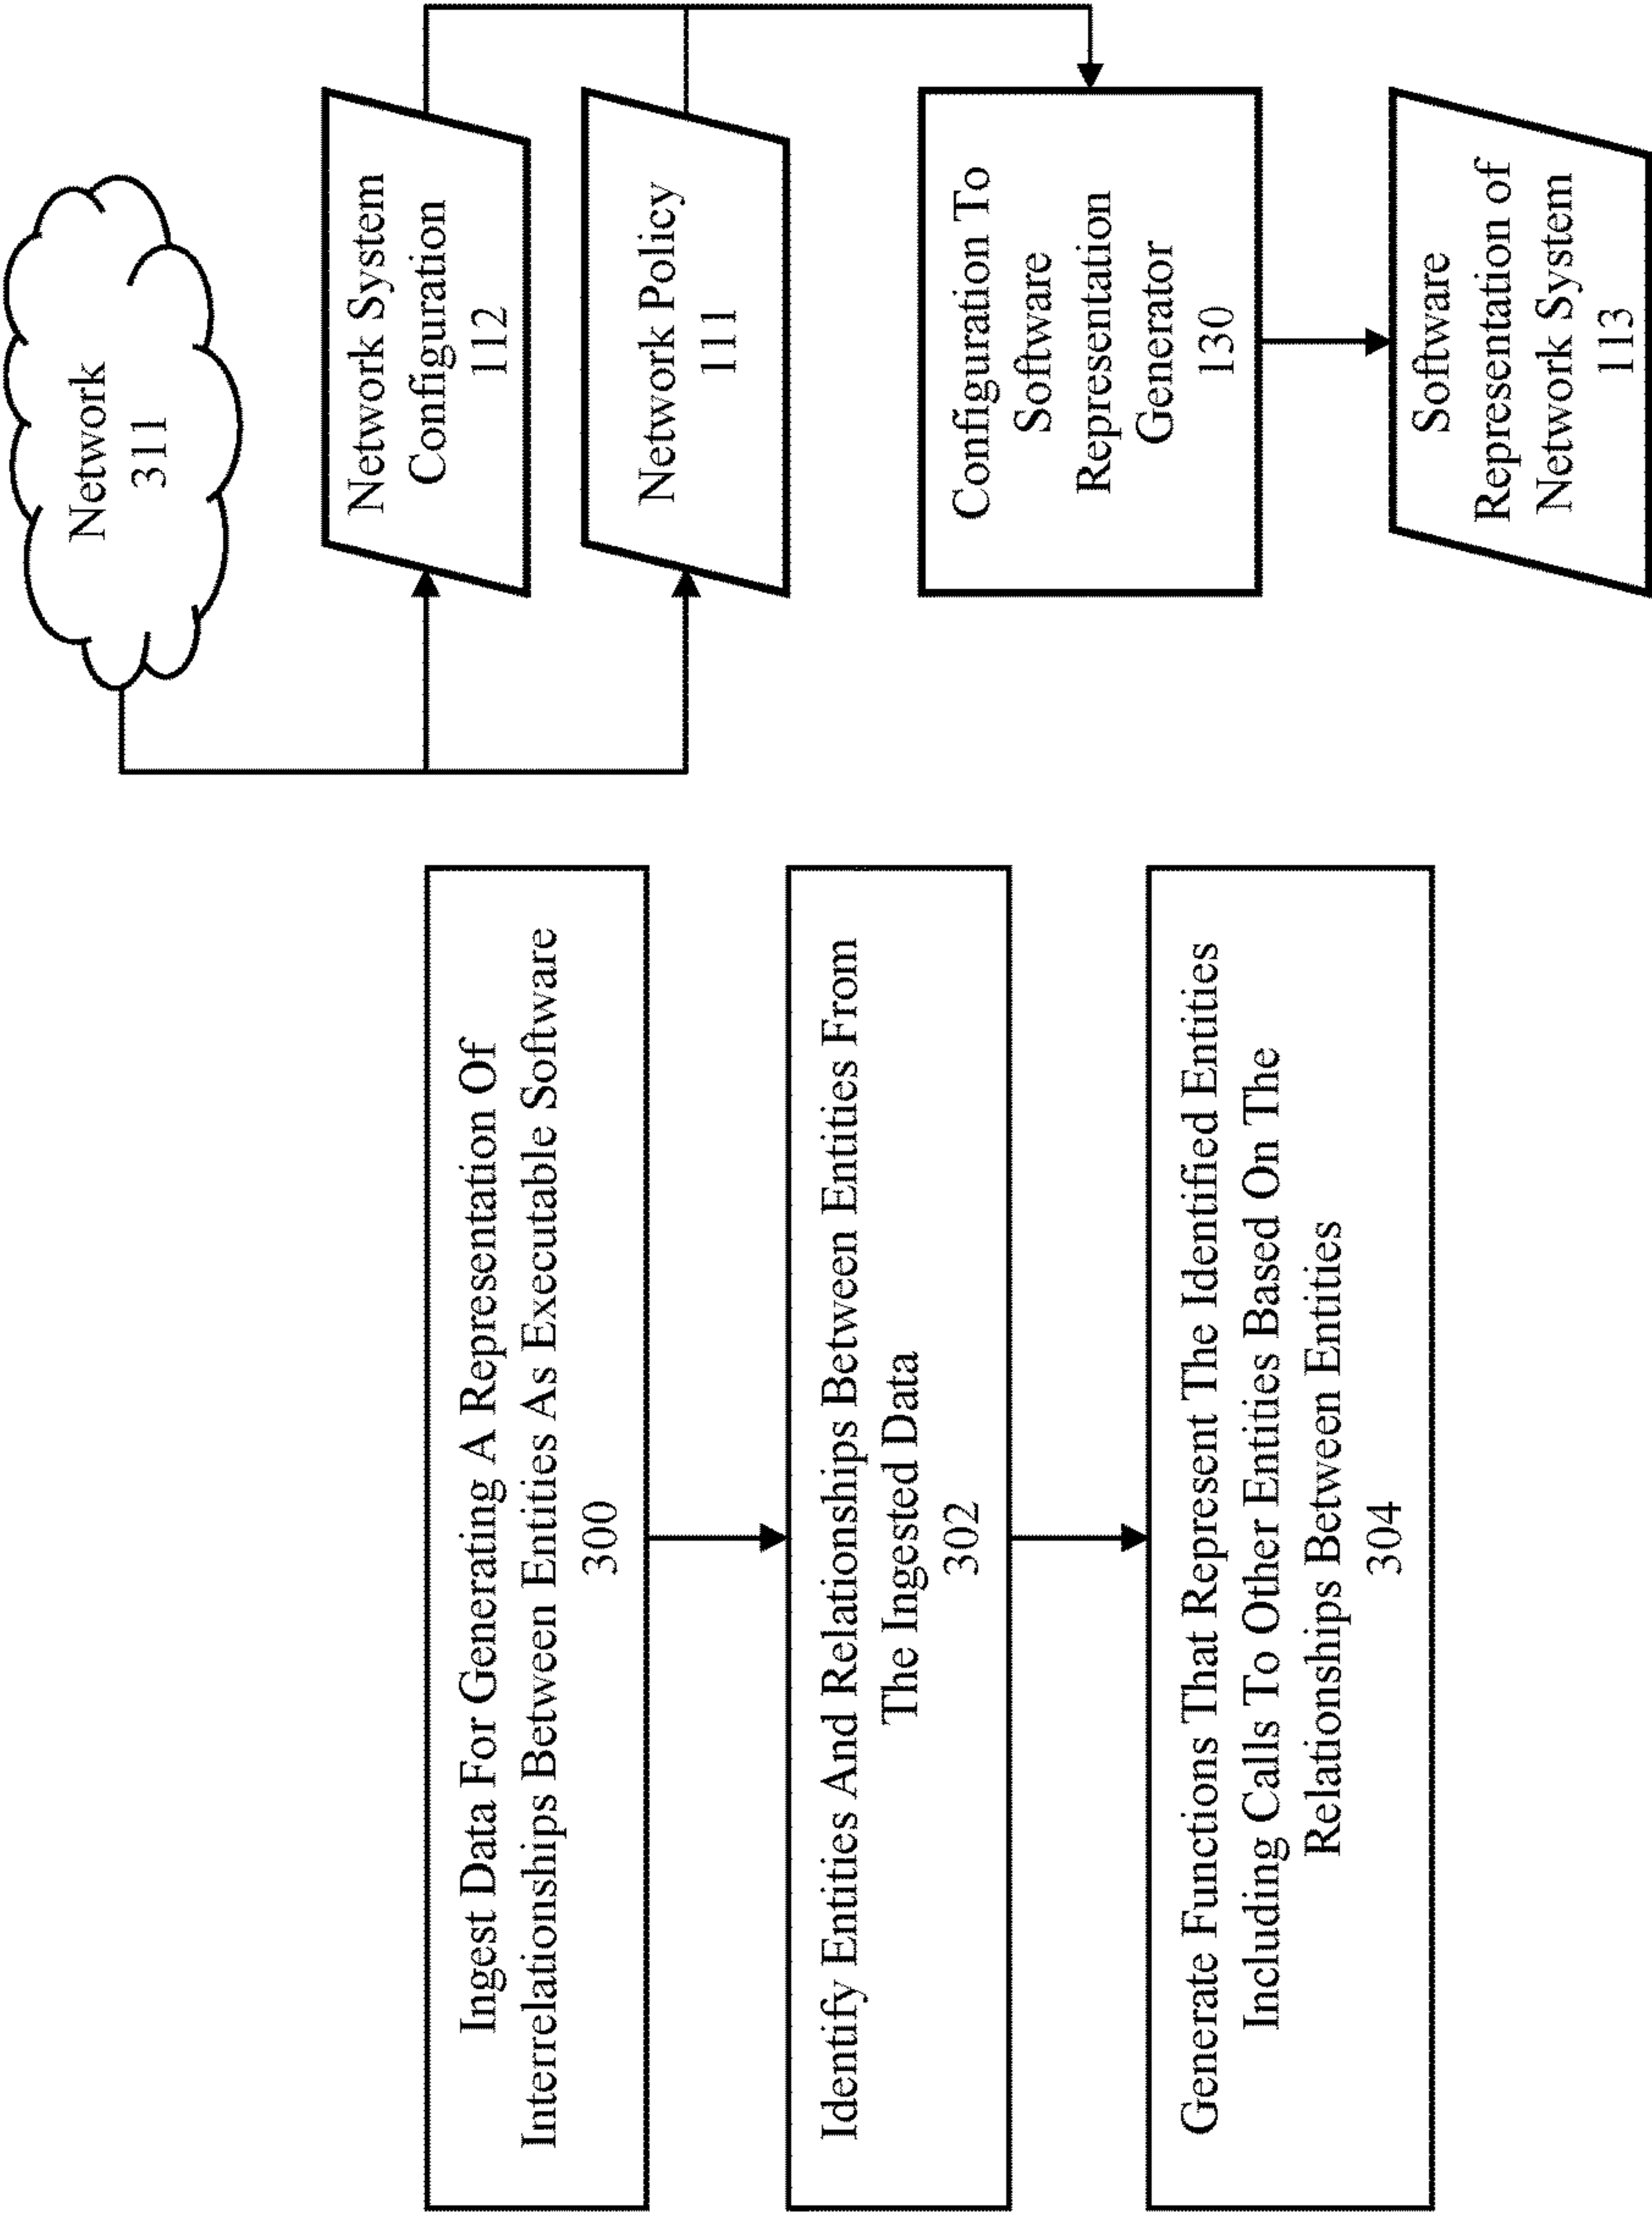 Ingest Data For Generating A Representation Of
Interrelationships Between Entities As Executable Software
300
Identify Entities And Relationships Between Entities From
The Ingested Data
302
Generate Functions That Represent The Identified Entities
Including Calls To Other Entities Based On The
Relationships Between Entities
304
Network
311
Network System
Configuration
112
Network Policy
111
Configuration To
Software
Representation
Generator
130
Software
Representation of
Network System
113